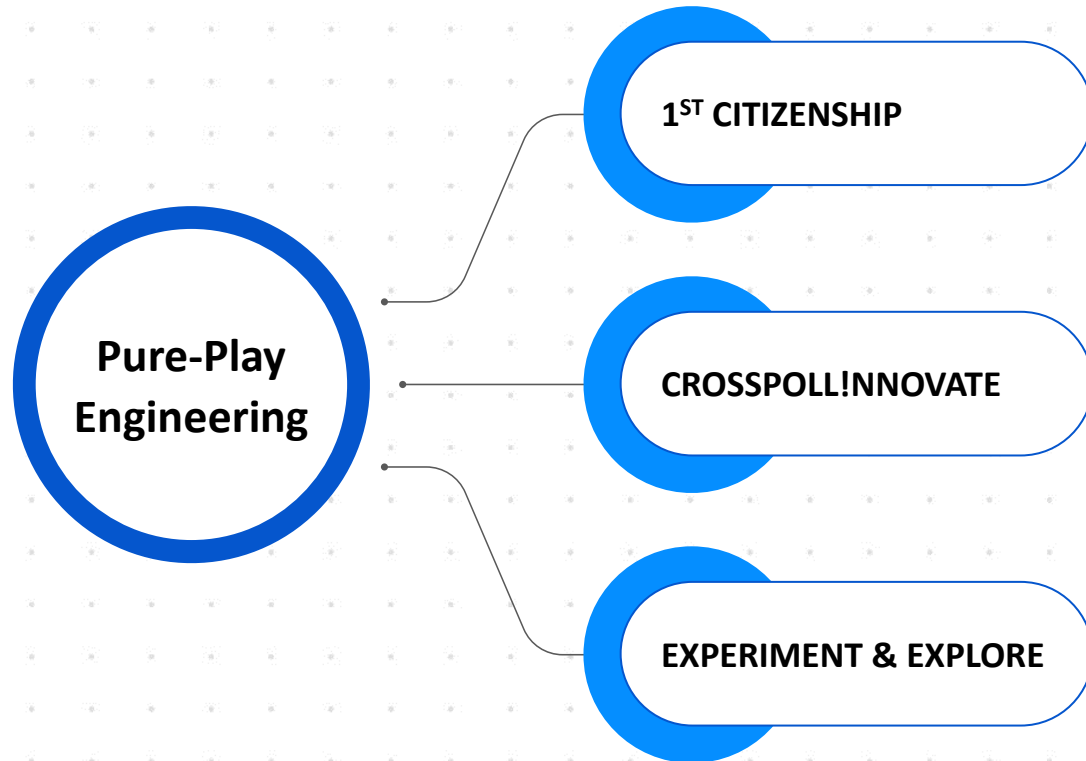 1ST CITIZENSHIP
Pure-Play
Engineering
CROSSPOLL!NNOVATE
EXPERIMENT & EXPLORE